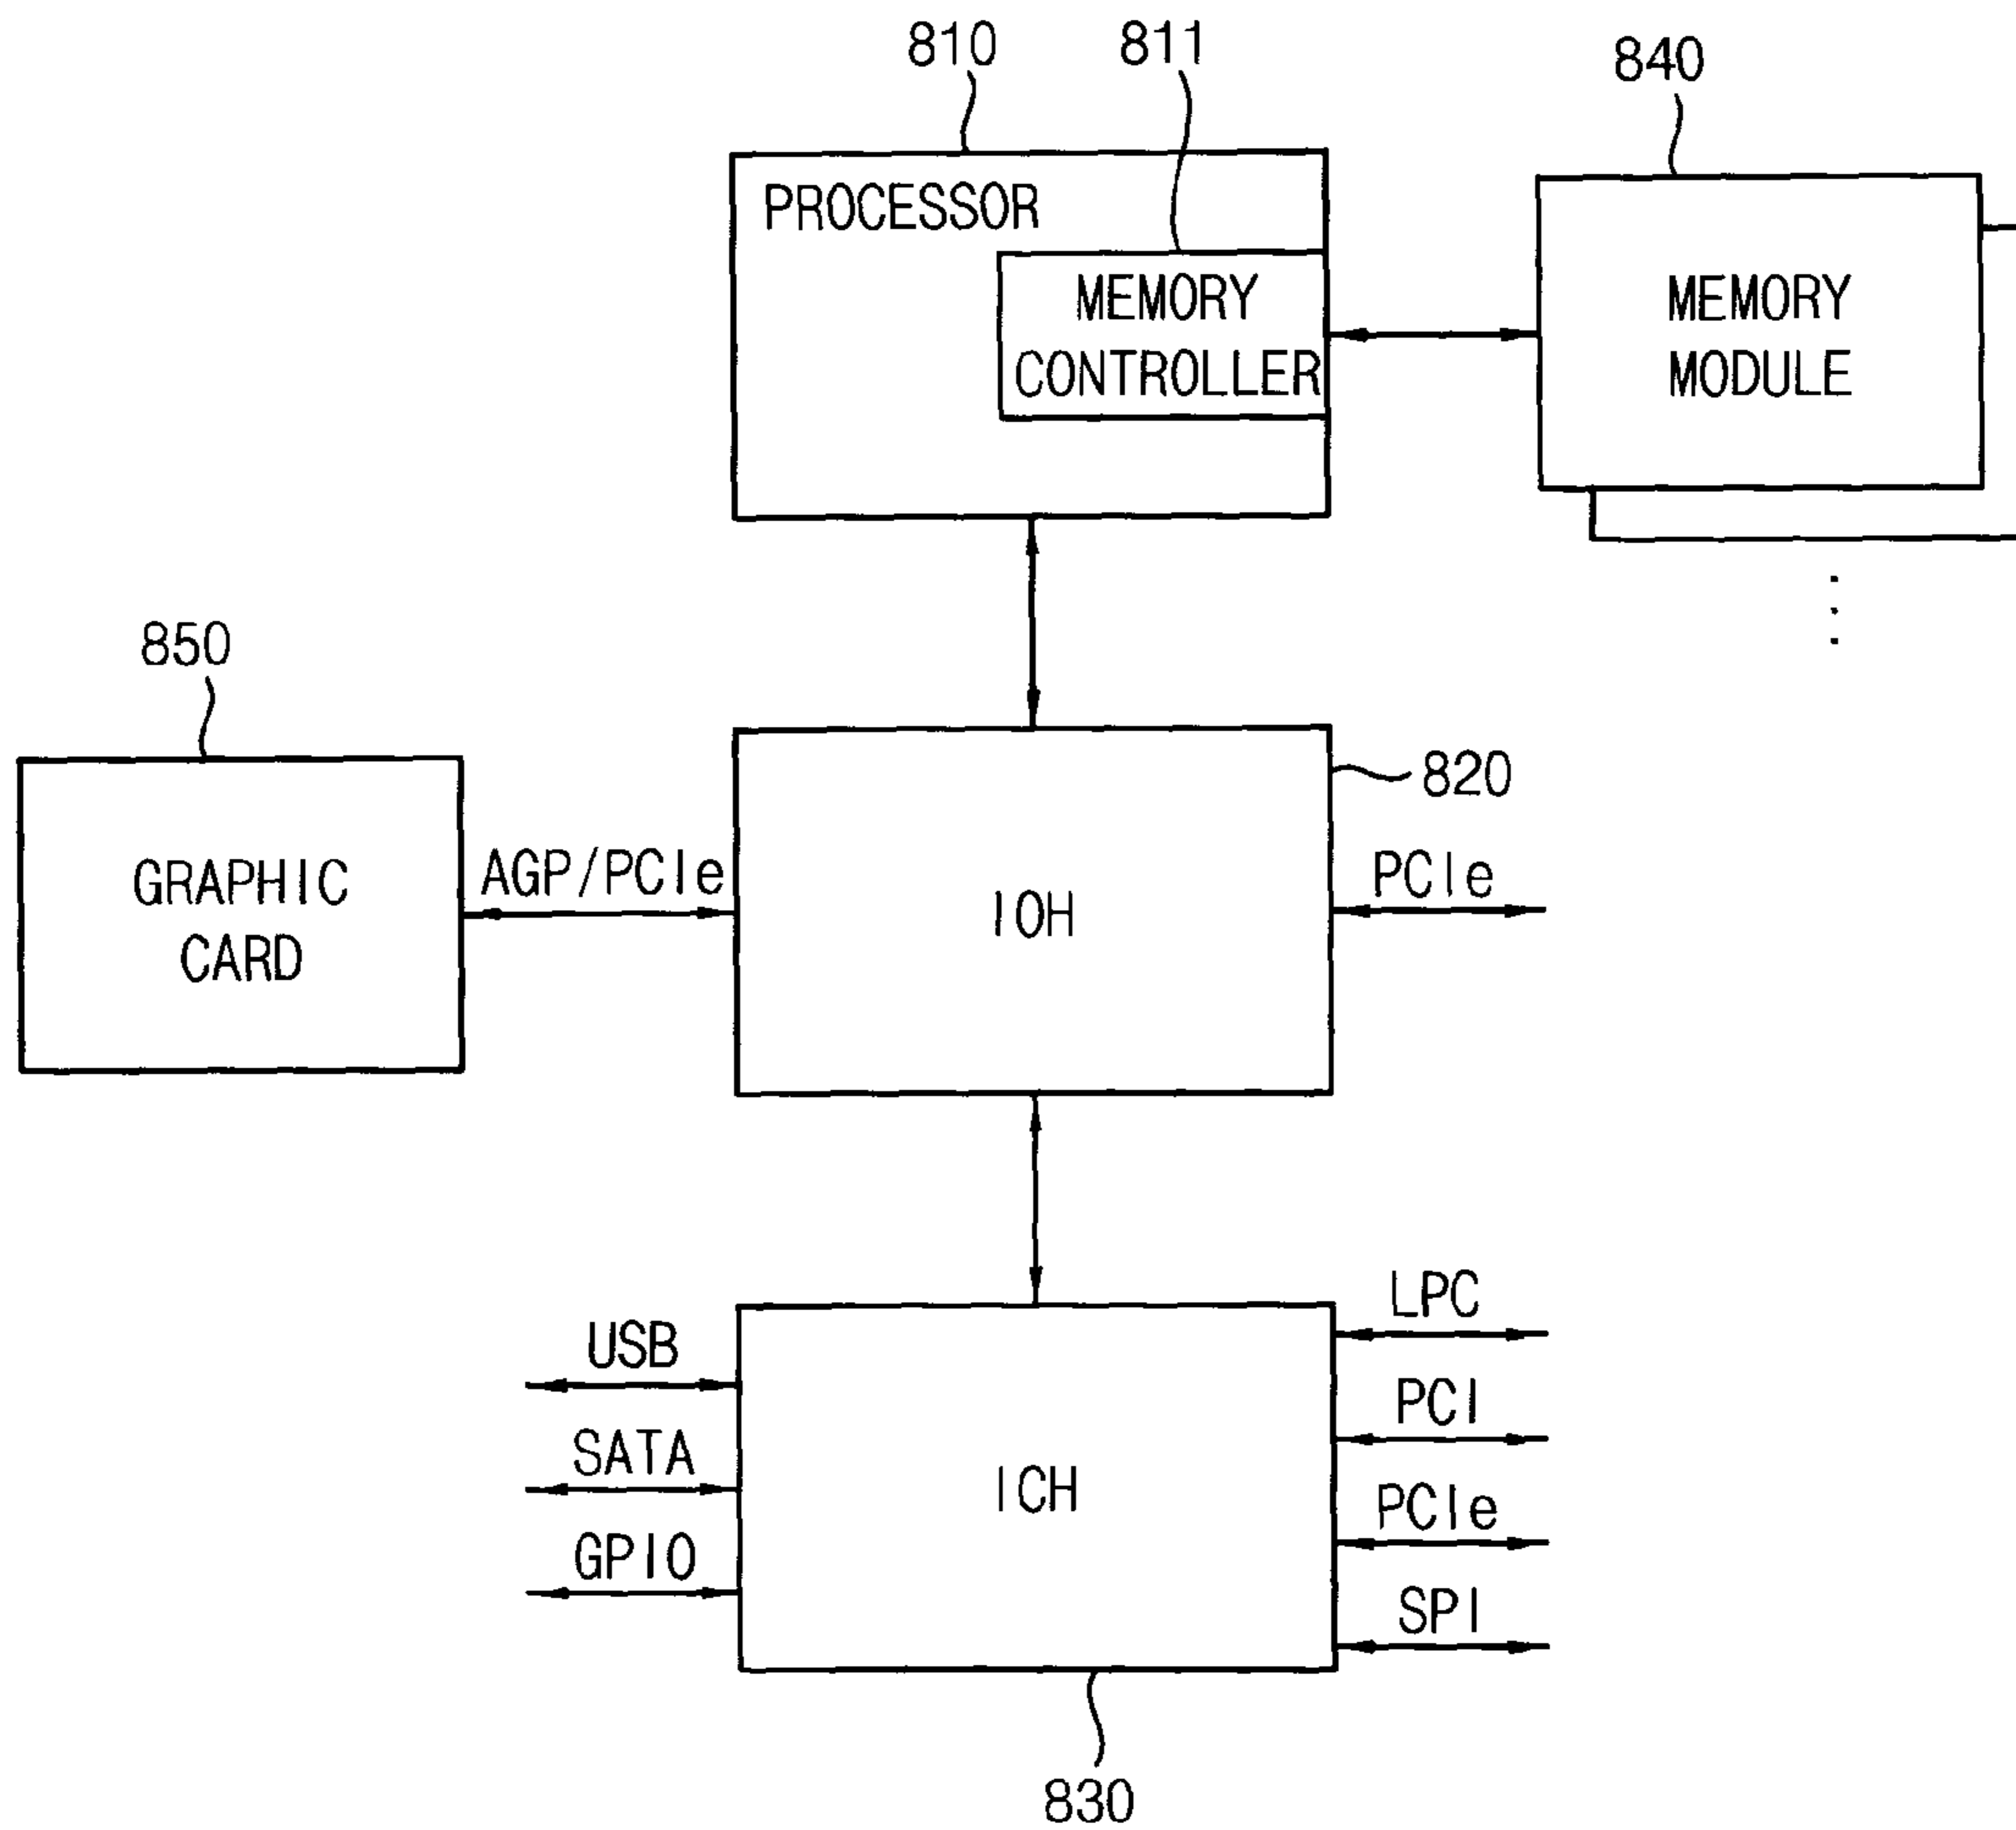 810
811
840
PROCESSOR
MEMORY
CONTROLLER
MEMORY
MODULE
850
820
GRAPHIC
CARD
AGP/PCIe
IOH
PCIe
USB
SATA
GPIO
ICH
LPC
PCI
PCIe
SPI
830